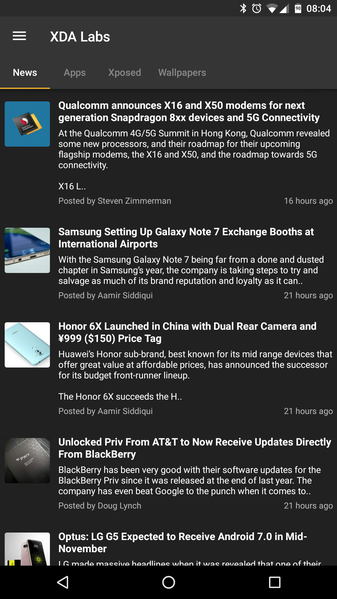 08:04
XDA Labs
News Apps Xposed Wallpapers
Qualcomm announces X16 and X50 modems for next
generation Snapdragon 8xx devices and 5G Connectivity
At the Qualcomm 4G/5G Summit in Hong Kong, Qualcomm revealed
some new processors, and their roadmap for their upcoming
flagship modems, the X16 and X50, and the roadmap towards 5G
connectivity.
X16 L..
Posted by Steven Zimmerman 16 hours ago
Samsung Setting Up Galaxy Note 7 Exchange Booths at
International Airports
With the Samsung Galaxy Note 7 being far from a done and dusted
chapter in Samsung's year, the company is taking steps to try and
salvage as much of its brand reputation and loyalty as it can..
Posted by Aamir Siddiqui 21 hours ago
Honor 6X Launched in China with Dual Rear Camera and
¥999 ($150) Price Tag
Huawei's Honor sub-brand, best known for its mid range devices that
offer great value at affordable prices, has announced the successor
for its budget front-runner lineup.
The Honor 6X succeeds the H..
Posted by Aamir Siddiqui 21 hours ago
Unlocked Priv From AT&T to Now Receive Updates Directly
From BlackBerry
BlackBerry has been very good with their software updates for the
BlackBerry Priv since it was released at the end of last year. The
company has even beat Google to the punch when it comes to..
Posted by Doug Lynch 21 hours ago
Optus: LG G5 Expected to Receive Android 7.0 in Mid-
November
LG made massive headlines when it was revealed that one of their